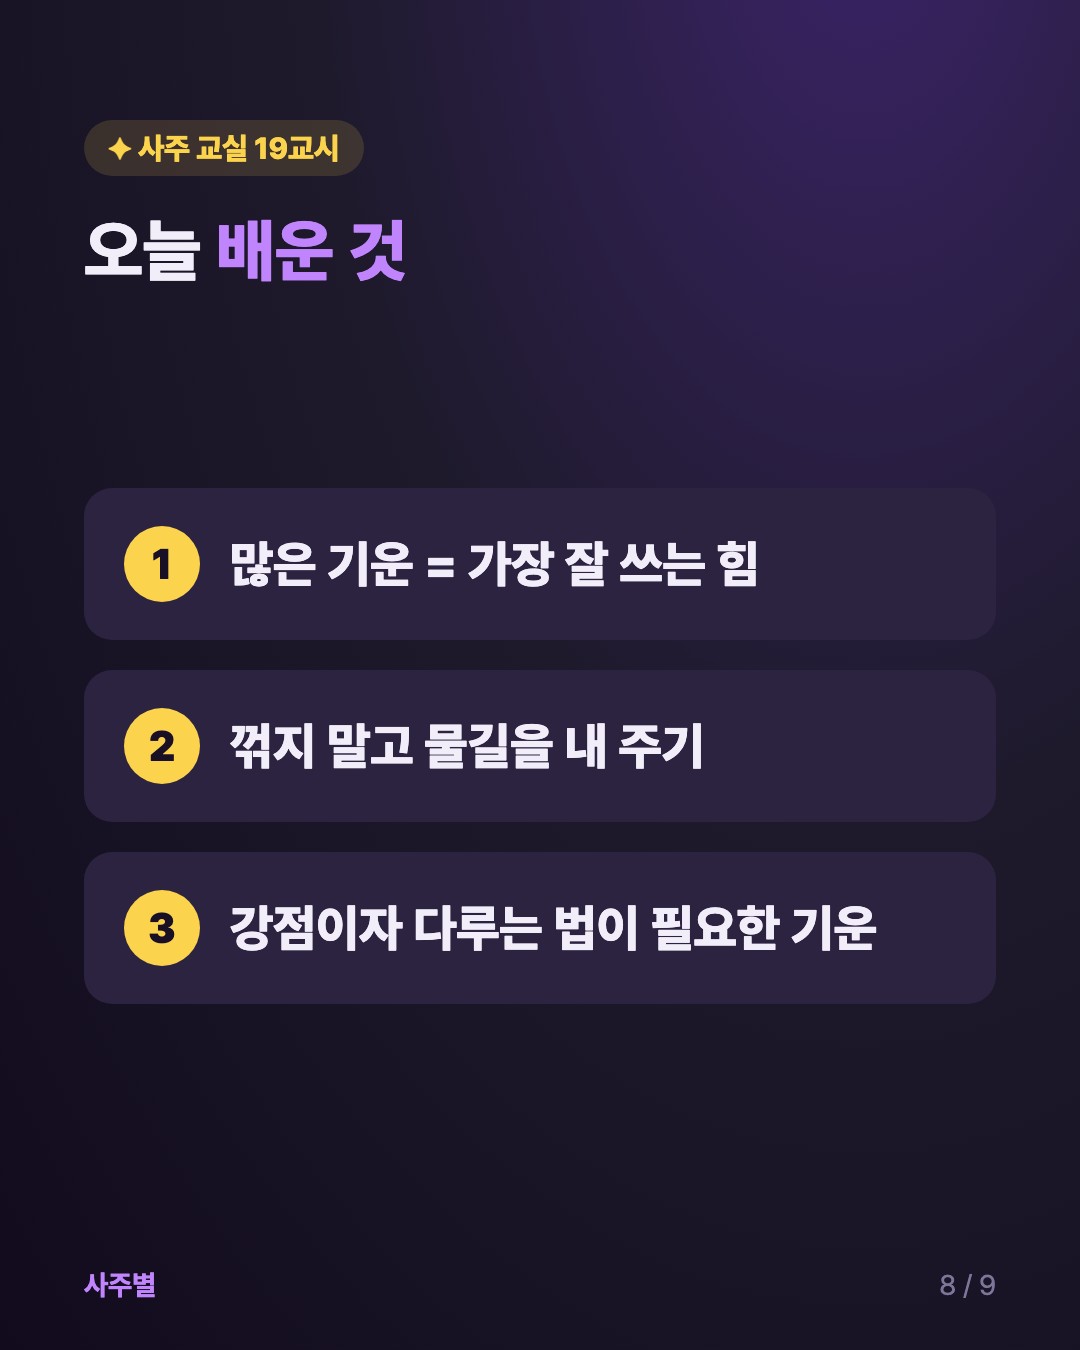 ✦ 사주 교실 19교시
오늘 배운 것
1 많은 기운 = 가장 잘 쓰는 힘
2 꺾지 말고 물길을 내 주기
3 강점이자 다루는 법이 필요한 기운
사주별
8 / 9